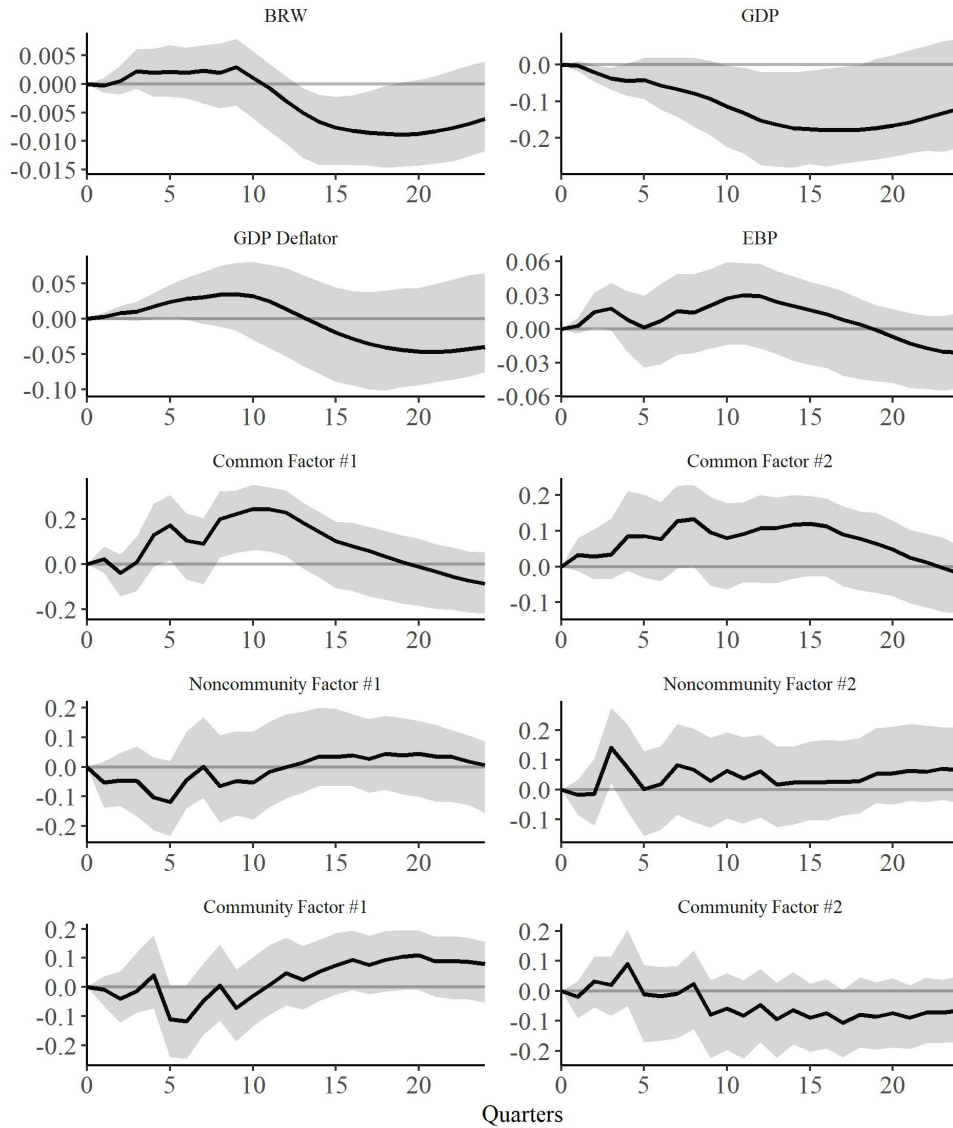 BRW
GDP
0.005
0.000
-0.005
-0.010
-0.015
0 5 10 15 20
0.0
-0.1
-0.2
0 5 10 15 20
GDP Deflator
EBP
0.05
0.00
-0.05
-0.10
0 5 10 15 20
0.06
0.03
0.00
-0.03
-0.06
0 5 10 15 20
Common Factor #1
Common Factor #2
0.2
0.0
-0.2
0 5 10 15 20
0.2
0.1
0.0
-0.1
0 5 10 15 20
Noncommunity Factor #1
Noncommunity Factor #2
0.2
0.1
0.0
-0.1
-0.2
0 5 10 15 20
0.2
0.1
0.0
-0.1
0 5 10 15 20
Community Factor #1
Community Factor #2
0.2
0.1
0.0
-0.1
-0.2
0 5 10 15 20
0.2
0.1
0.0
-0.1
-0.2
0 5 10 15 20
Quarters